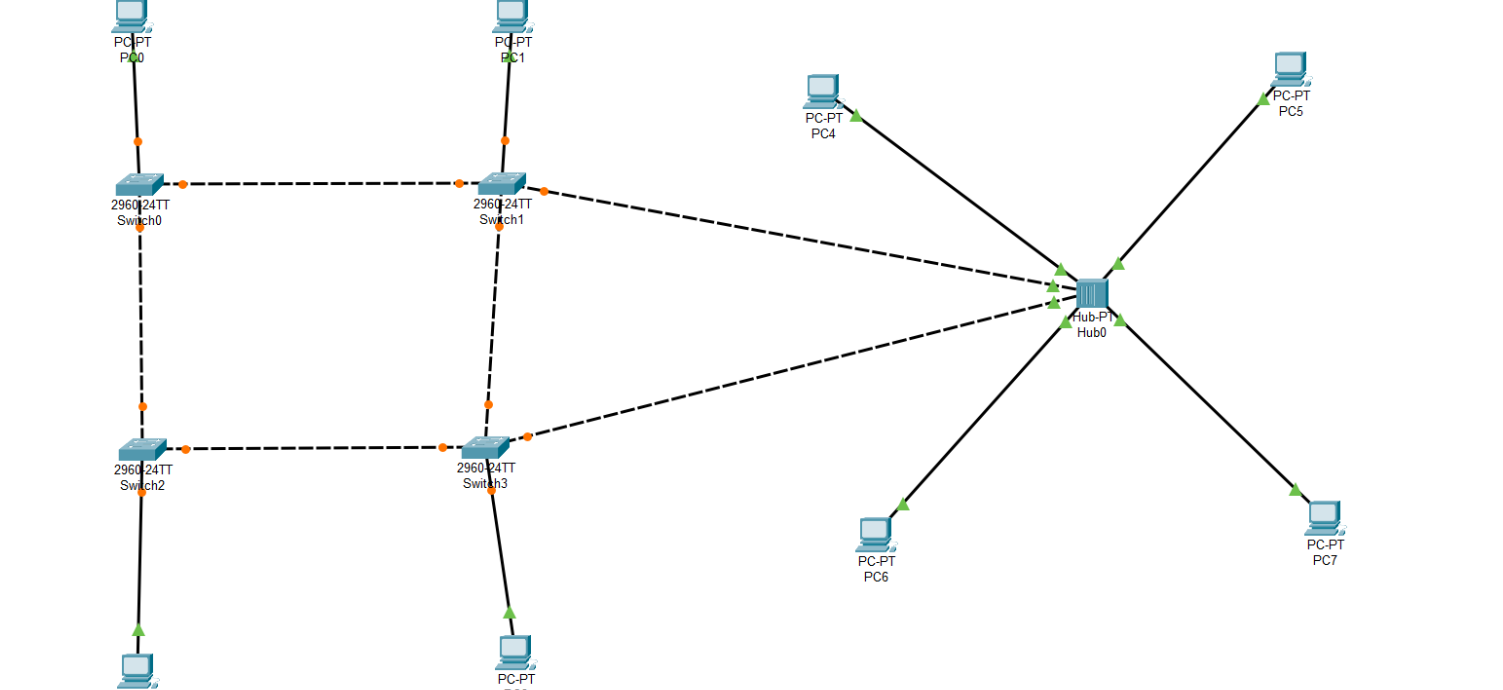 PC-PT
PC0
PC-PT
PC1
PC-PT
PC4
PC-PT
PC5
2960-24TT
Switch0
2960-24TT
Switch1
Hub-PT
Hub0
2960-24TT
Switch2
2960-24TT
Switch3
PC-PT
PC6
PC-PT
PC7
PC-PT